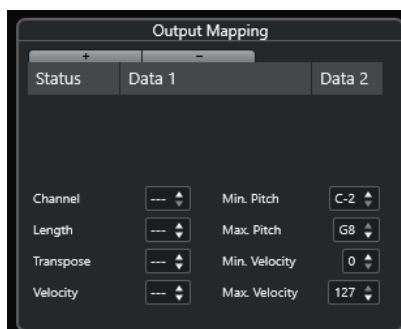 Output Mapping
+ −
Status Data 1 Data 2
Channel --- Min. Pitch C-2
Length --- Max. Pitch G8
Transpose --- Min. Velocity 0
Velocity --- Max. Velocity 127